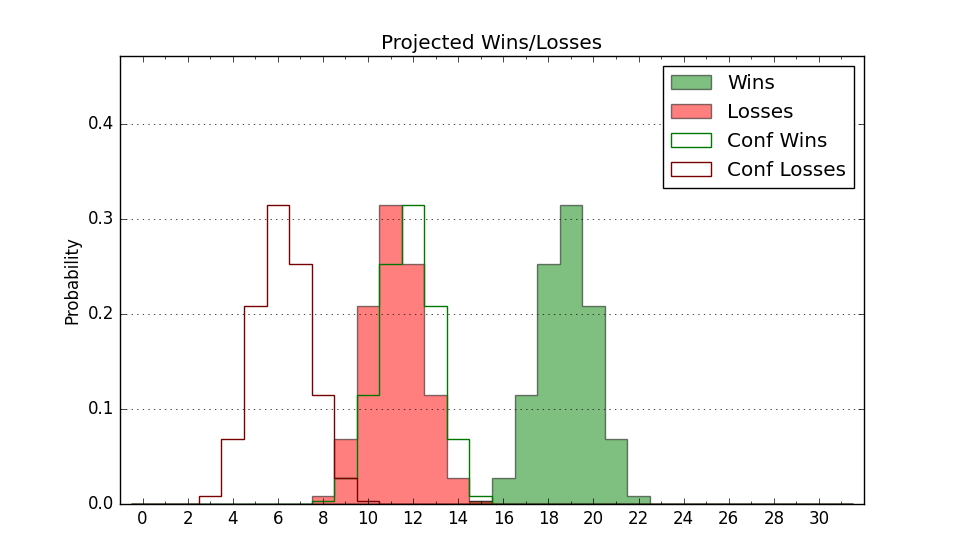 Projected Wins/Losses
Wins
Losses
Conf Wins
Conf Losses
Probability
0.4
0.3
0.2
0.1
0.0
0 2 4 6 8 10 12 14 16 18 20 22 24 26 28 30